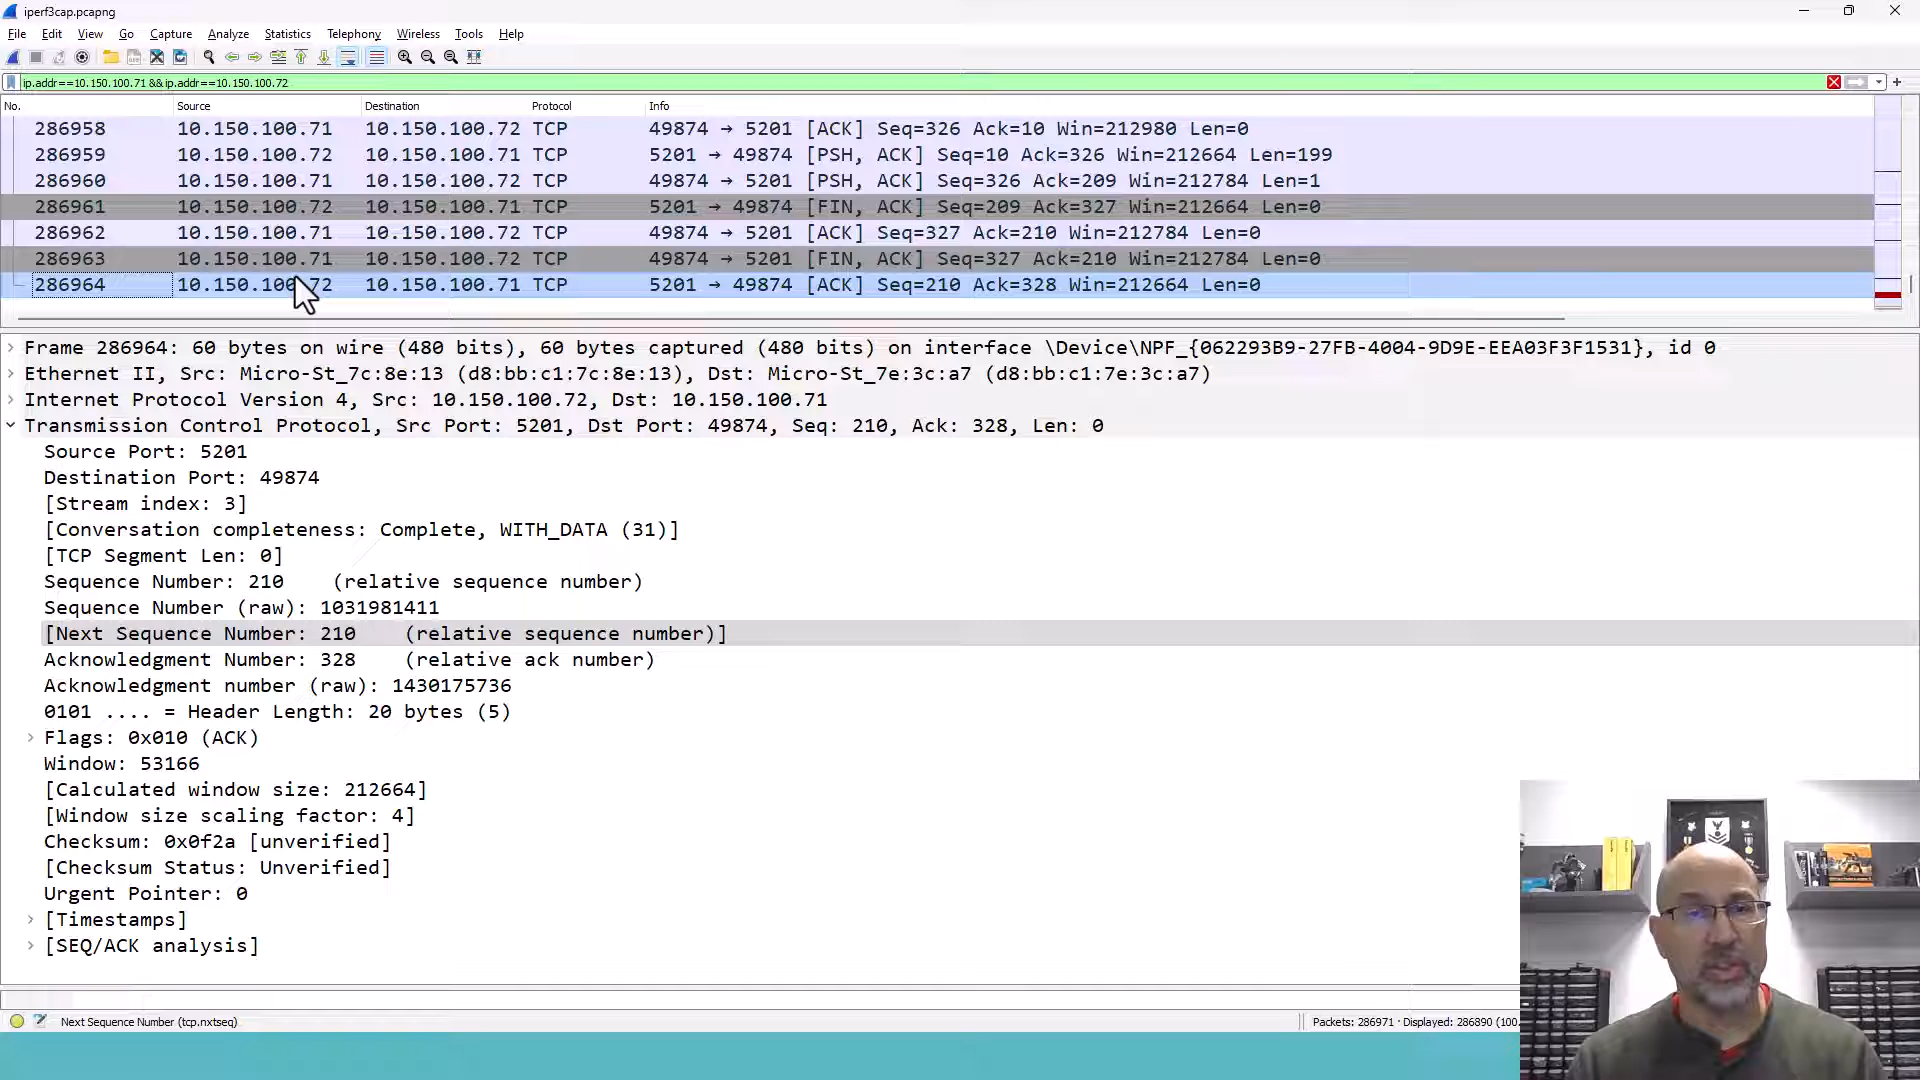 iperf3cap.pcapng
File Edit View Go Capture Analyze Statistics Telephony Wireless Tools Help
ip.addr==10.150.100.71 &&ip.addr==10.150.100.72
No. Source Destination Protocol Info
286958 10.150.100.71 10.150.100.72 TCP 49874 → 5201 [ACK] Seq=326 Ack=10 Win=212980 Len=0
286959 10.150.100.72 10.150.100.71 TCP 5201 → 49874 [PSH, ACK] Seq=10 Ack=326 Win=212664 Len=199
286960 10.150.100.71 10.150.100.72 TCP 49874 → 5201 [PSH, ACK] Seq=326 Ack=209 Win=212784 Len=1
286961 10.150.100.72 10.150.100.71 TCP 5201 → 49874 [FIN, ACK] Seq=209 Ack=327 Win=212664 Len=0
286962 10.150.100.71 10.150.100.72 TCP 49874 → 5201 [ACK] Seq=327 Ack=210 Win=212784 Len=0
286963 10.150.100.71 10.150.100.72 TCP 49874 → 5201 [FIN, ACK] Seq=327 Ack=210 Win=212784 Len=0
286964 10.150.100.72 10.150.100.71 TCP 5201 → 49874 [ACK] Seq=210 Ack=328 Win=212664 Len=0
Frame 286964: 60 bytes on wire (480 bits), 60 bytes captured (480 bits) on interface \Device\NPF_{062293B9-27FB-4004-9D9E-EEA03F3F1531}, id 0
Ethernet II, Src: Micro-St_7c:8e:13 (d8:bb:c1:7c:8e:13), Dst: Micro-St_7e:3c:a7 (d8:bb:c1:7e:3c:a7)
Internet Protocol Version 4, Src: 10.150.100.72, Dst: 10.150.100.71
Transmission Control Protocol, Src Port: 5201, Dst Port: 49874, Seq: 210, Ack: 328, Len: 0
Source Port: 5201
Destination Port: 49874
[Stream index: 3]
[Conversation completeness: Complete, WITH_DATA (31)]
[TCP Segment Len: 0]
Sequence Number: 210 (relative sequence number)
Sequence Number (raw): 1031981411
[Next Sequence Number: 210 (relative sequence number)]
Acknowledgment Number: 328 (relative ack number)
Acknowledgment number (raw): 1430175736
0101 .... = Header Length: 20 bytes (5)
Flags: 0x010 (ACK)
Window: 53166
[Calculated window size: 212664]
[Window size scaling factor: 4]
Checksum: 0x0f2a [unverified]
[Checksum Status: Unverified]
Urgent Pointer: 0
[Timestamps]
[SEQ/ACK analysis]
Next Sequence Number (tcp.nxtseq)
Packets: 286971 · Displayed: 286890 (100.